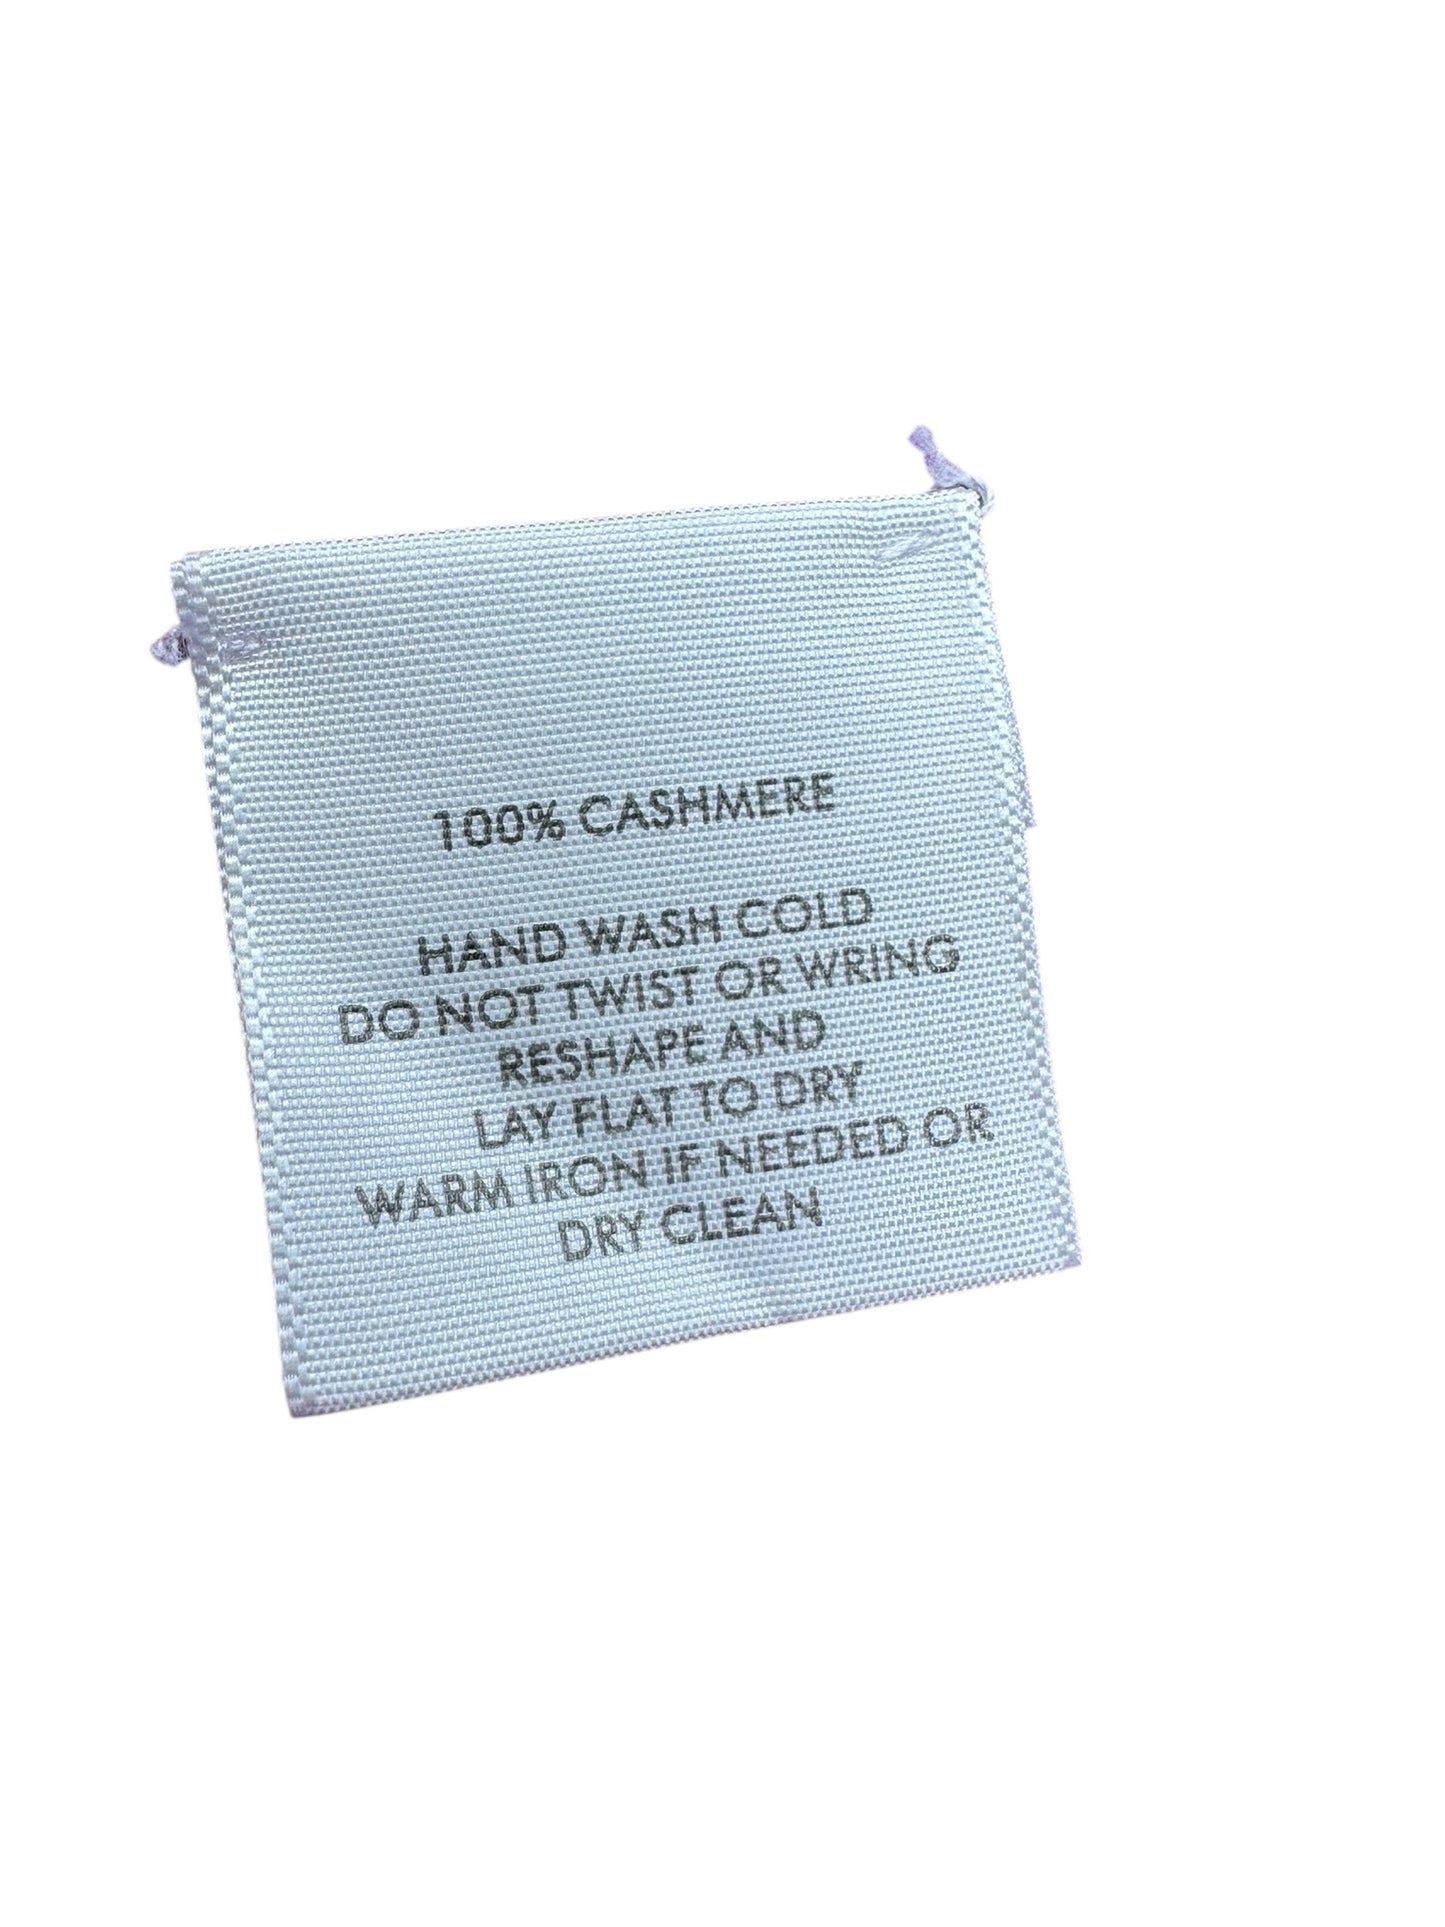 100% CASHMERE
HAND WASH COLD
DO NOT TWIST OR WRING
RESHAPE AND
LAY FLAT TO DRY
WARM IRON IF NEEDED OR
DRY CLEAN